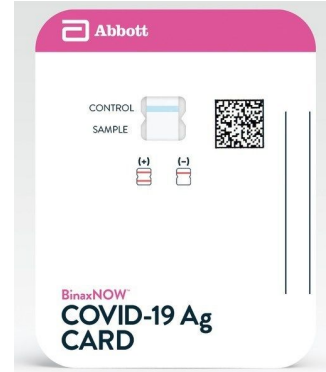 Abbott
CONTROL
SAMPLE
(+) (-)
BinaxNOW™
COVID-19 Ag
CARD